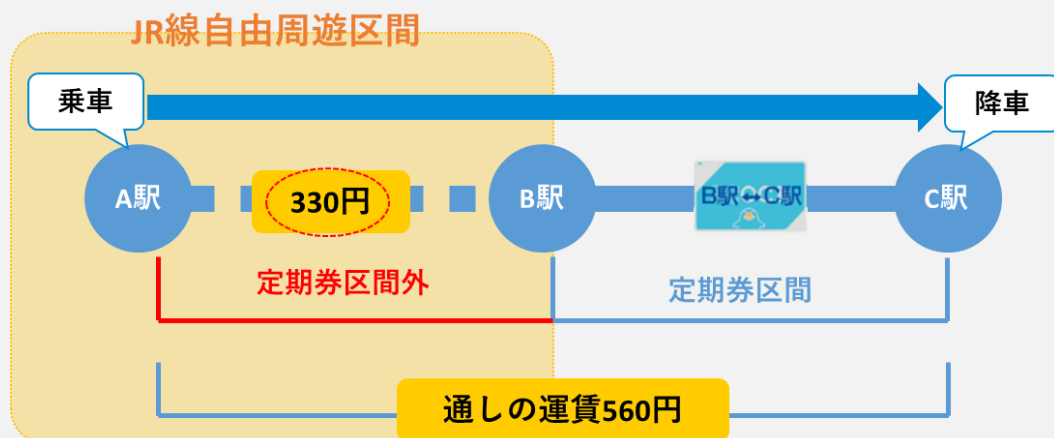 JR線自由周遊区間
乗車
降車
A駅
330円
B駅
B駅↔C駅
C駅
定期券区間外
定期券区間
通しの運賃560円